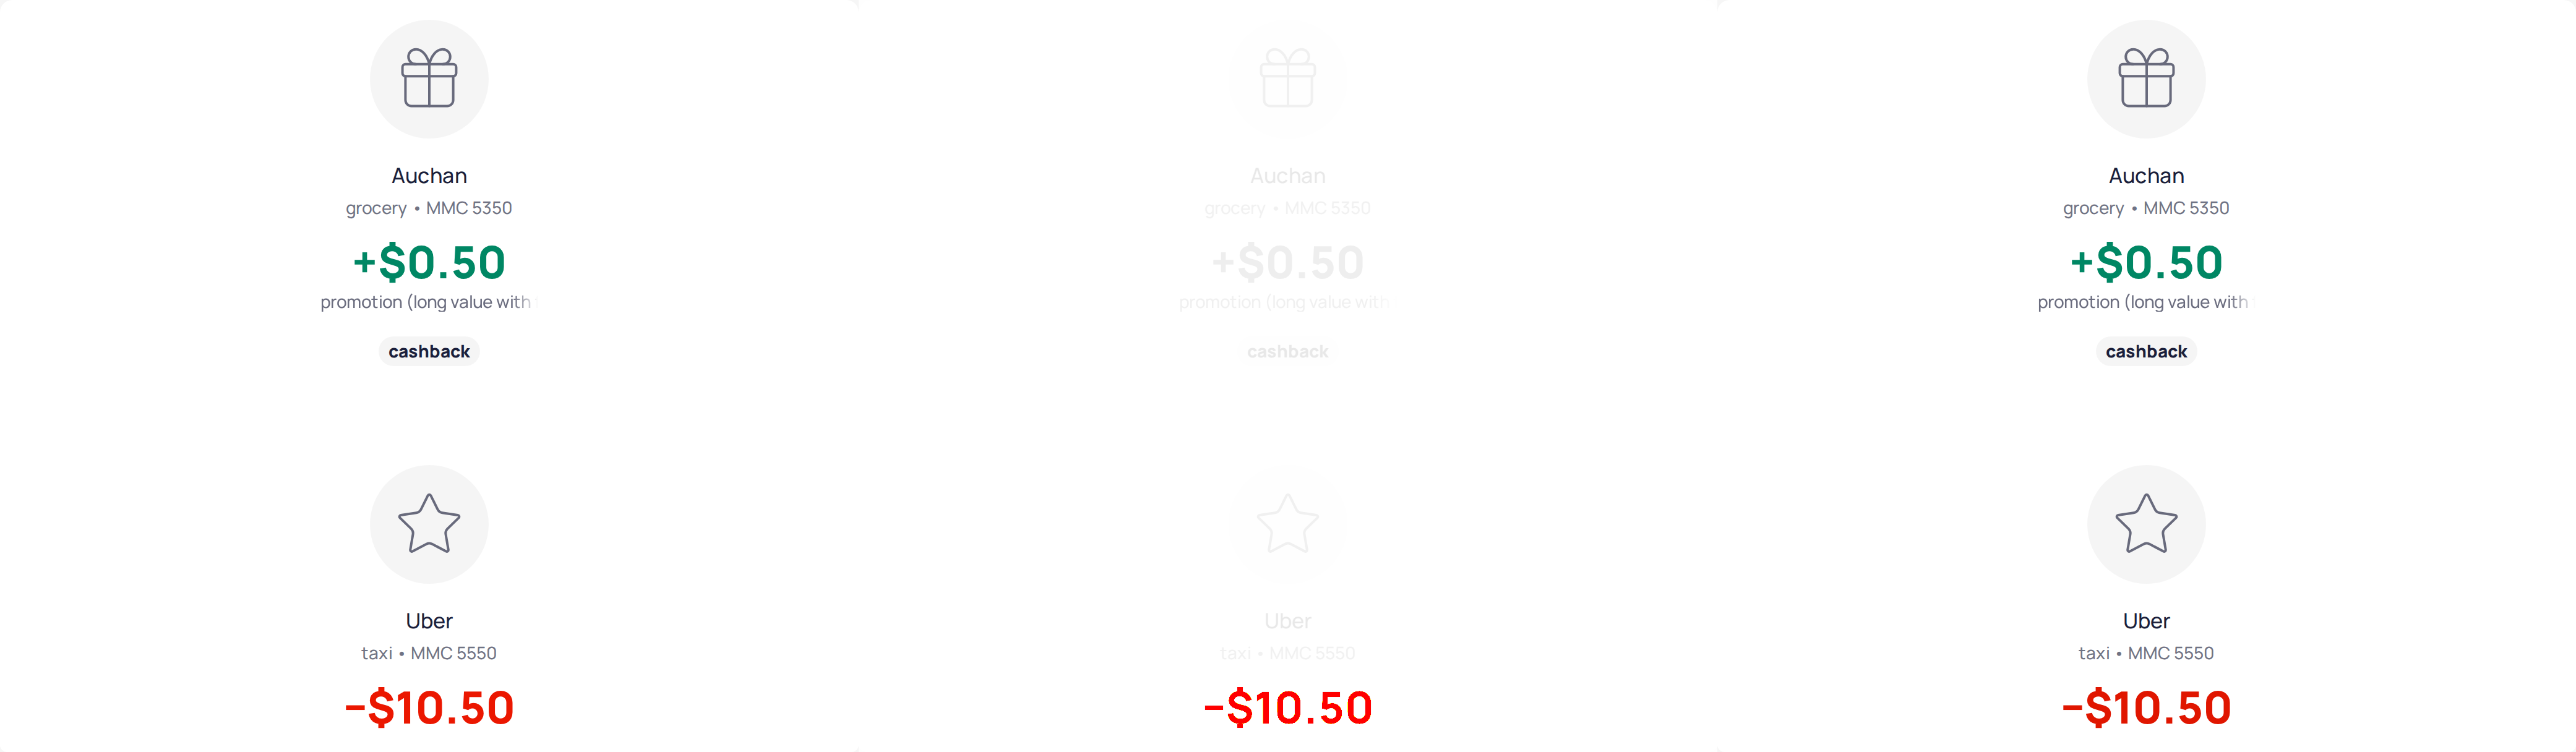 Auchan
grocery • MMC 5350
+$0.50
promotion (long value with
cashback
Uber
taxi • MMC 5550
−$10.50
Auchan
grocery • MMC 5350
+$0.50
promotion (long value with
cashback
Uber
taxi • MMC 5550
−$10.50
Auchan
grocery • MMC 5350
+$0.50
promotion (long value with
cashback
Uber
taxi • MMC 5550
−$10.50